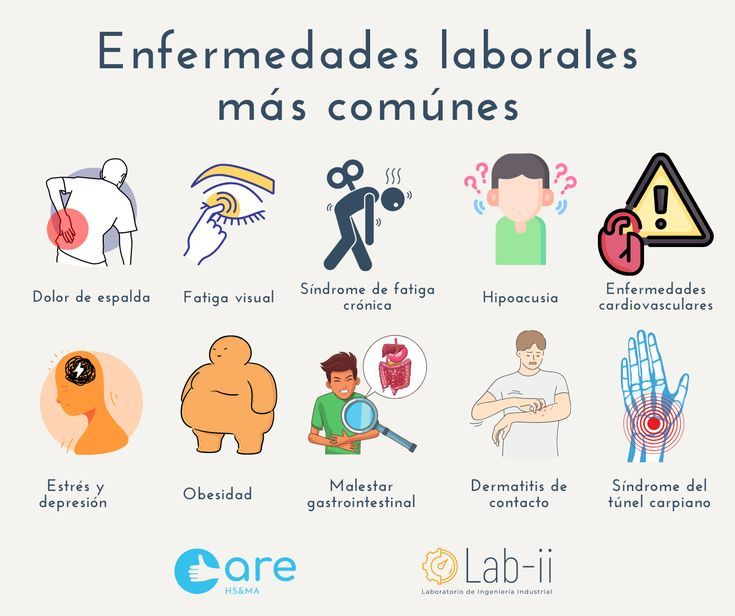 Enfermedades laborales
más comúnes
Dolor de espalda
Fatiga visual
Síndrome de fatiga
crónica
Hipoacusia
Enfermedades
cardiovasculares
Estrés y
depresión
Obesidad
Malestar
gastrointestinal
Dermatitis de
contacto
Síndrome del
túnel carpiano
Care
HS&MA
Lab-ii
Laboratorio de Ingeniería Industrial